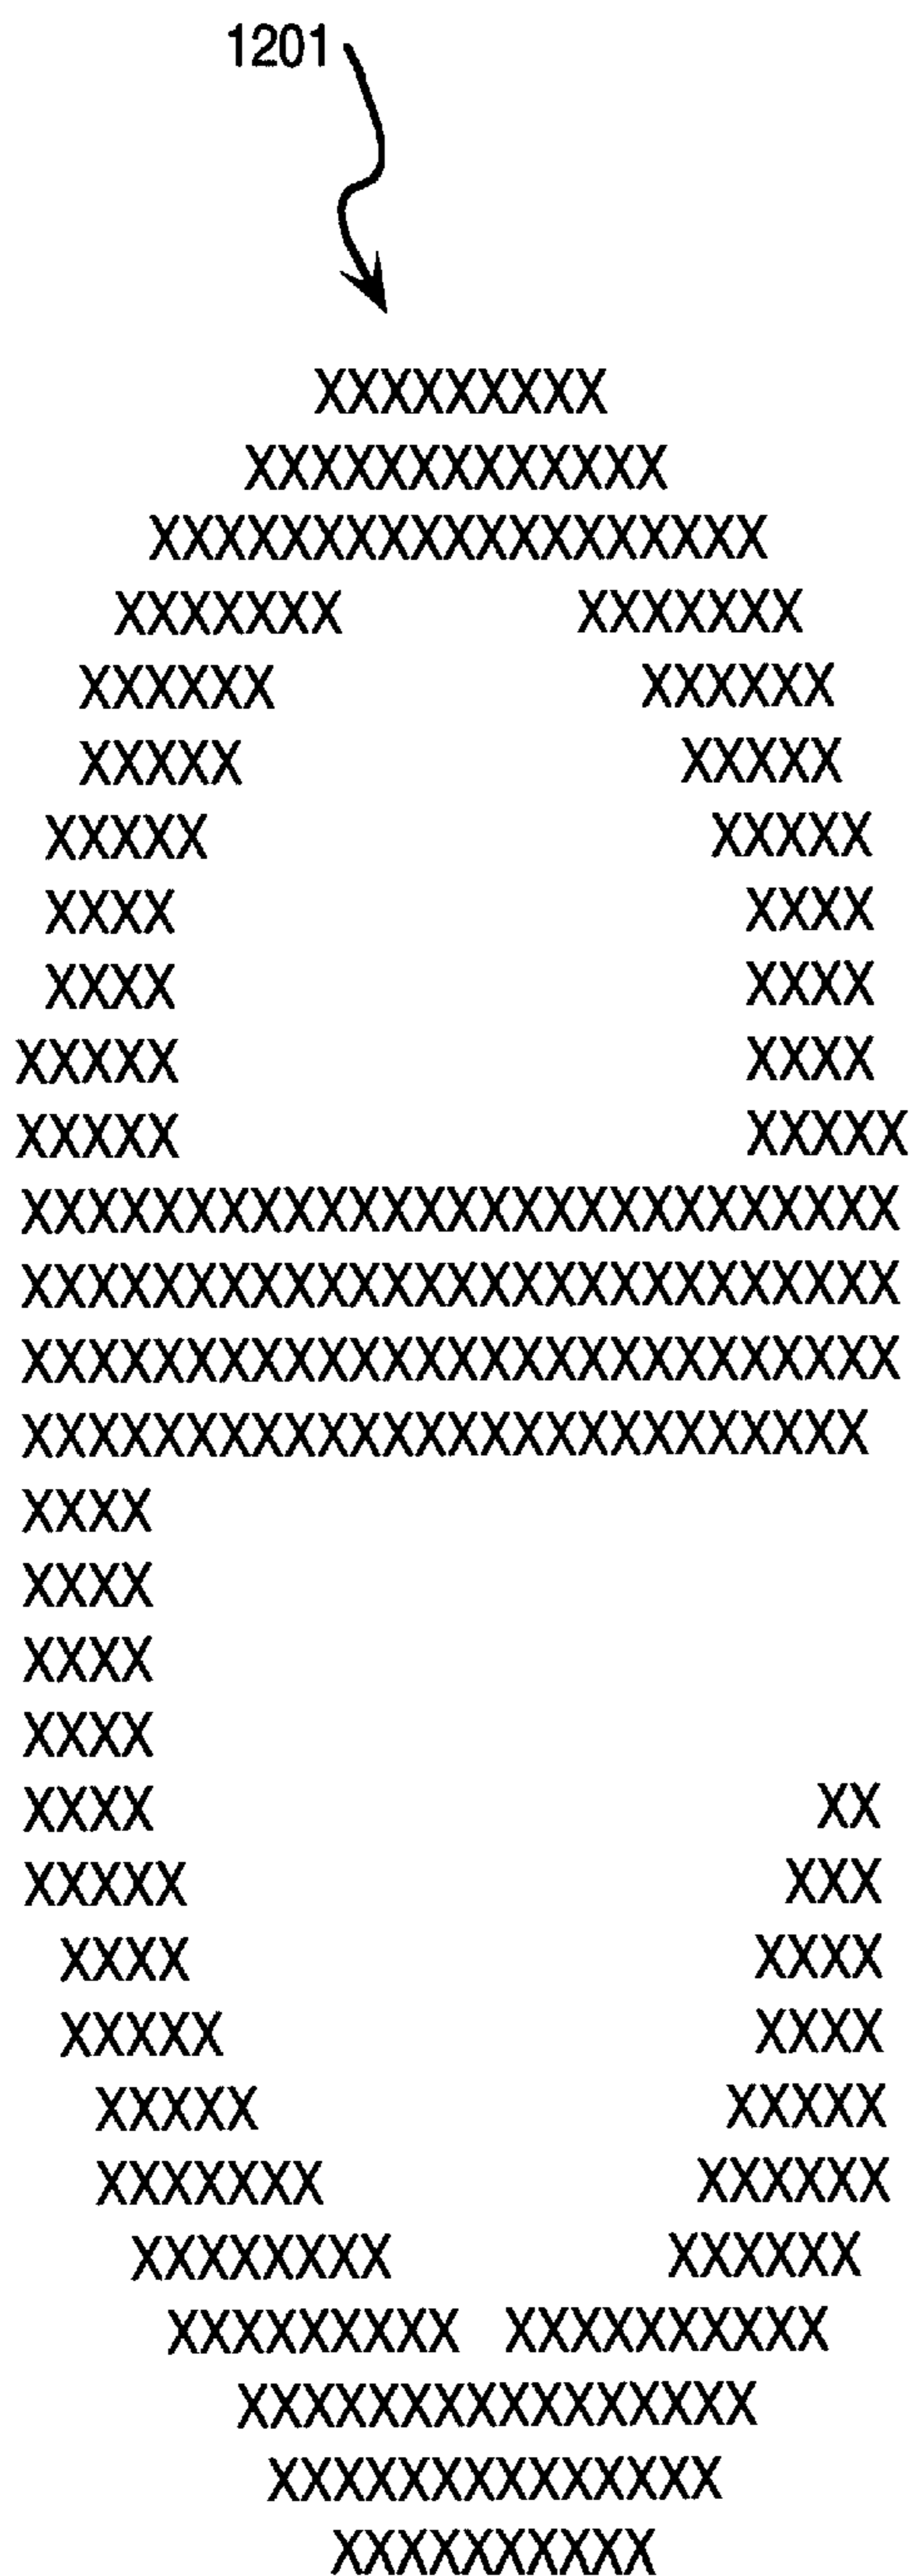 1201
XXXXXXXXX
XXXXXXXXXXXXX
XXXXXXXXXXXXXXXXXXX
XXXXXXX XXXXXXX
XXXXXX XXXXXX
XXXXX XXXXX
XXXXX XXXXX
XXXX XXXX
XXXX XXXX
XXXXX XXXX
XXXXX XXXXX
XXXXXXXXXXXXXXXXXXXXXXXXXXX
XXXXXXXXXXXXXXXXXXXXXXXXXXX
XXXXXXXXXXXXXXXXXXXXXXXXXXX
XXXXXXXXXXXXXXXXXXXXXXXXXX
XXXX
XXXX
XXXX
XXXX
XXXX XX
XXXXX XXX
XXXX XXXX
XXXXX XXXX
XXXXX XXXXX
XXXXXXX XXXXXX
XXXXXXXX XXXXXX
XXXXXXXXX XXXXXXXXXX
XXXXXXXXXXXXXXXX
XXXXXXXXXXXXXX
XXXXXXXXXX